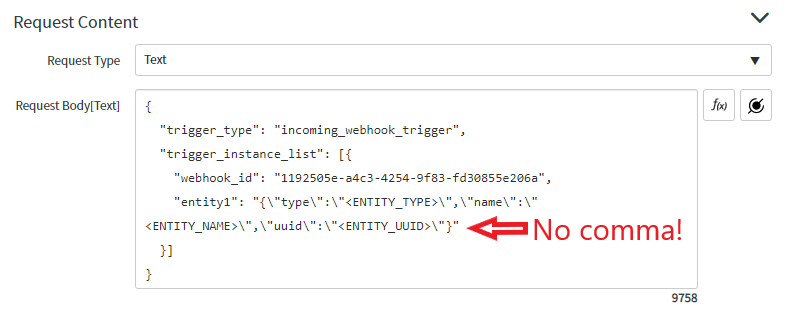 Request Content
Request Type
Text
Request Body[Text]
{
"trigger_type": "incoming_webhook_trigger",
"trigger_instance_list": [{
"webhook_id": "1192505e-a4c3-4254-9f83-fd30855e206a",
"entity1": "{\"type\":\"<ENTITY_TYPE>\",\"name\":\"
<ENTITY_NAME>\",\"uuid\":\"<ENTITY_UUID>\"}"
No comma!
}]
}
f(x)
9758